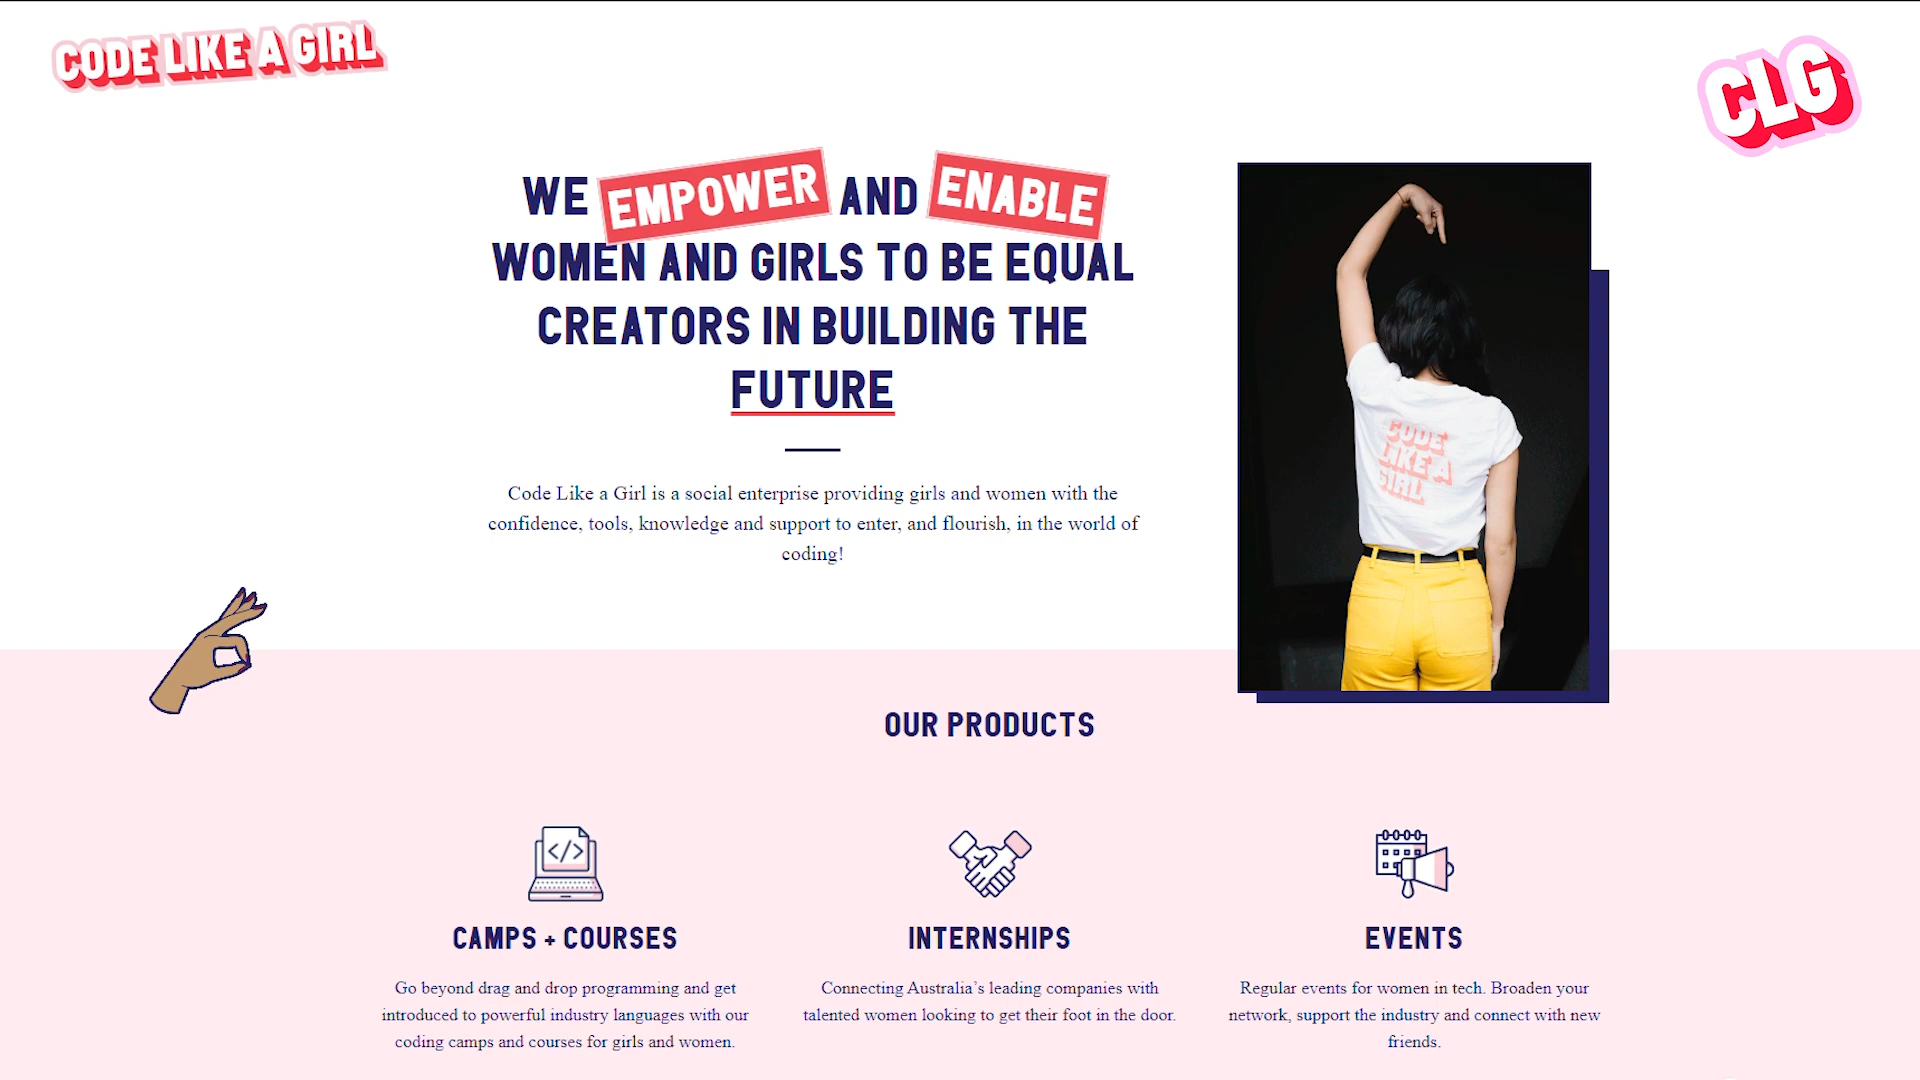 CODE LIKE A GIRL
CLG
WE EMPOWER AND ENABLE
WOMEN AND GIRLS TO BE EQUAL
CREATORS IN BUILDING THE
FUTURE
Code Like a Girl is a social enterprise providing girls and women with the
confidence, tools, knowledge and support to enter, and flourish, in the world of
coding!
CODE
LIKE A
GIRL
OUR PRODUCTS
</>
CAMPS + COURSES
Go beyond drag and drop programming and get
introduced to powerful industry languages with our
coding camps and courses for girls and women.
INTERNSHIPS
Connecting Australia’s leading companies with
talented women looking to get their foot in the door.
EVENTS
Regular events for women in tech. Broaden your
network, support the industry and connect with new
friends.